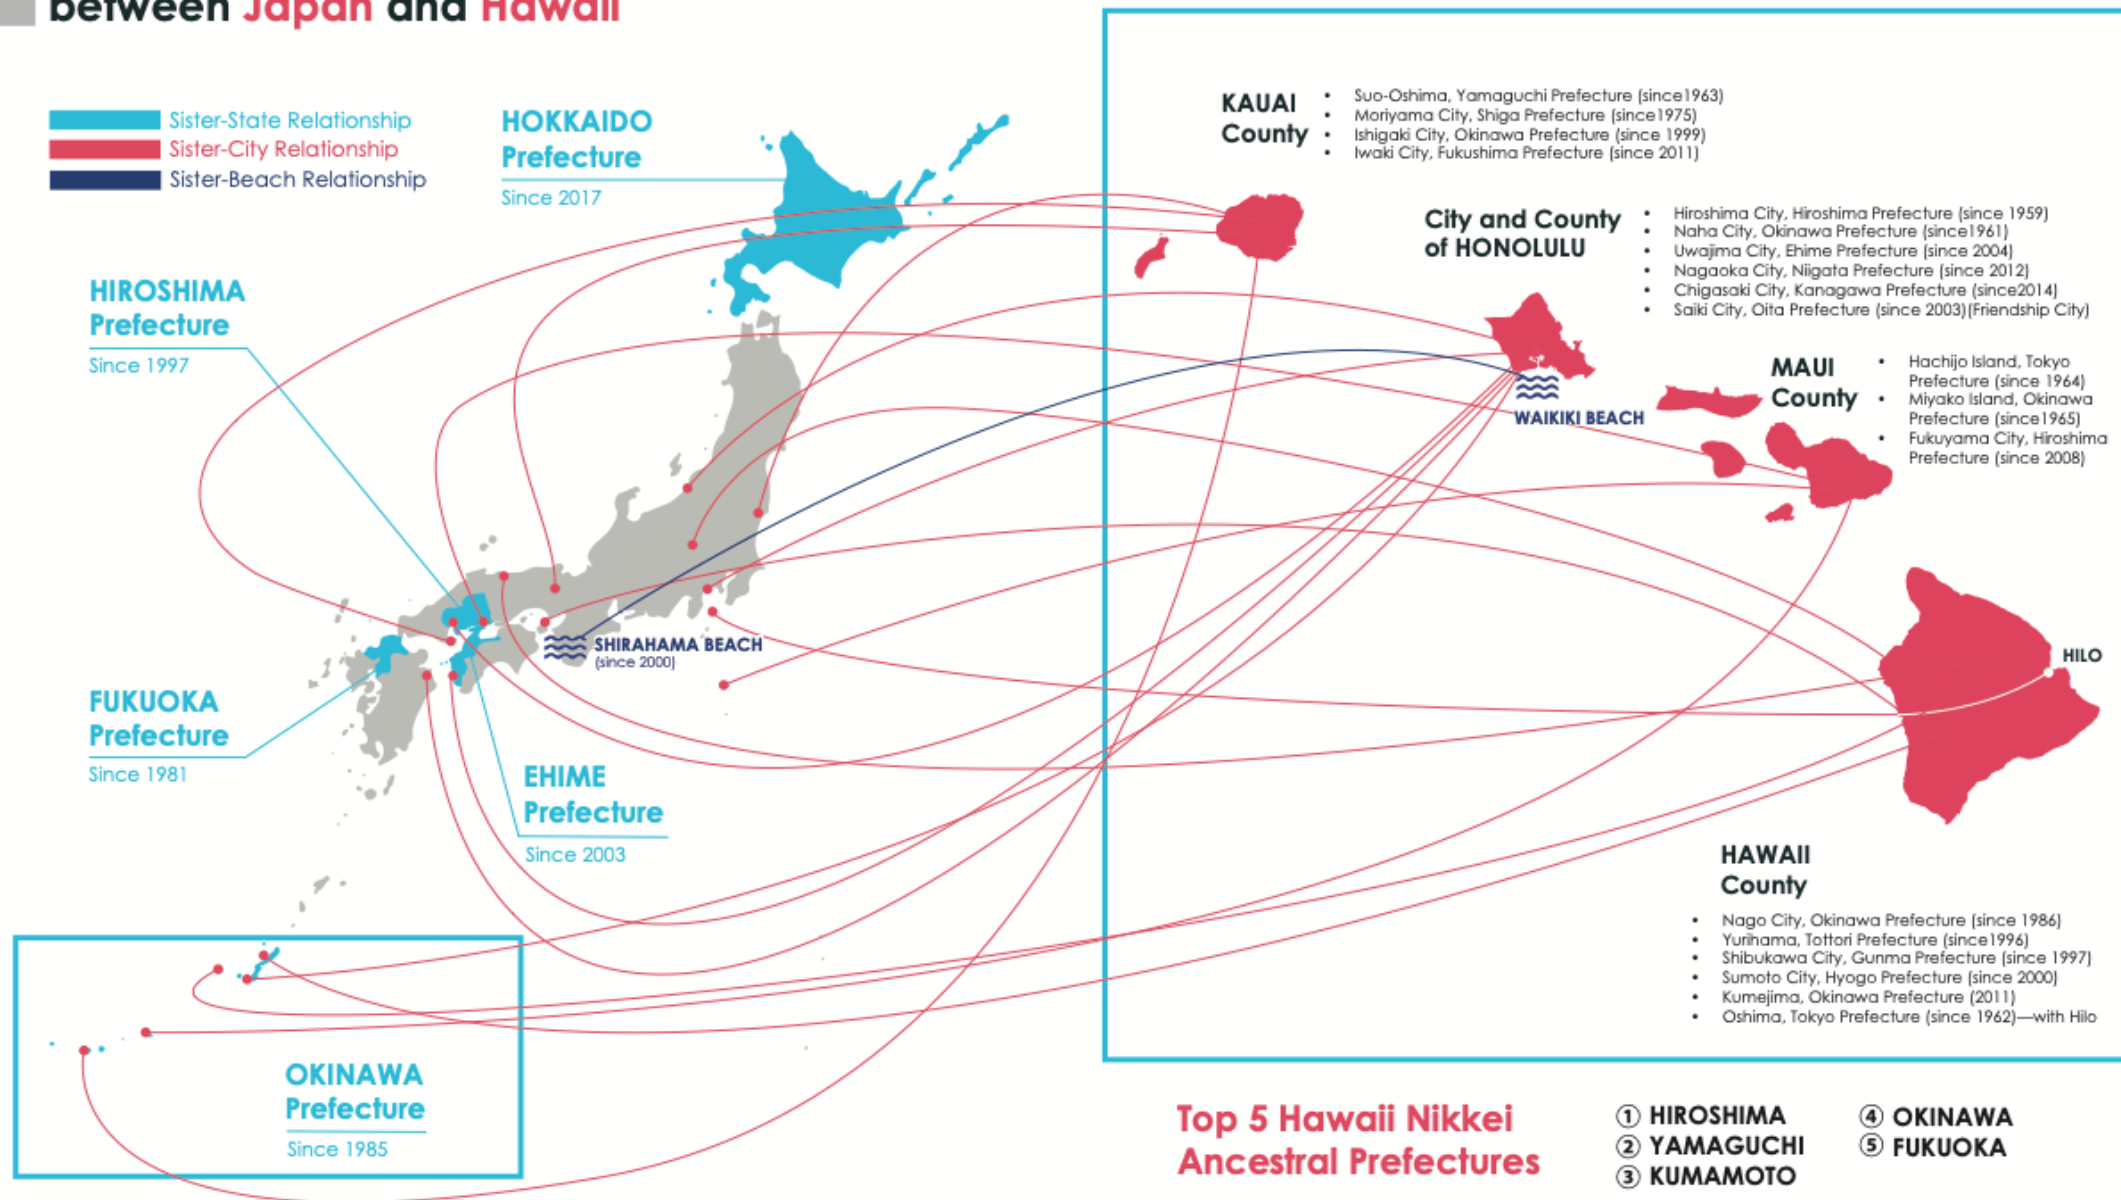 between Japan and Hawaii
Sister-State Relationship
Sister-City Relationship
Sister-Beach Relationship
HOKKAIDO
Prefecture
Since 2017
HIROSHIMA
Prefecture
Since 1997
FUKUOKA
Prefecture
Since 1981
EHIME
Prefecture
Since 2003
SHIRAHAMA BEACH
(since 2000)
OKINAWA
Prefecture
Since 1985
KAUAI
County
• Suo-Oshima, Yamaguchi Prefecture (since1963)
• Moriyama City, Shiga Prefecture (since1975)
• Ishigaki City, Okinawa Prefecture (since 1999)
• Iwaki City, Fukushima Prefecture (since 2011)
City and County
of HONOLULU
• Hiroshima City, Hiroshima Prefecture (since 1959)
• Naha City, Okinawa Prefecture (since1961)
• Uwajima City, Ehime Prefecture (since 2004)
• Nagaoka City, Niigata Prefecture (since 2012)
• Chigasaki City, Kanagawa Prefecture (since2014)
• Saiki City, Oita Prefecture (since 2003)(Friendship City)
WAIKIKI BEACH
MAUI
County
• Hachijo Island, Tokyo
Prefecture (since 1964)
• Miyako Island, Okinawa
Prefecture (since1965)
• Fukuyama City, Hiroshima
Prefecture (since 2008)
HILO
HAWAII
County
• Nago City, Okinawa Prefecture (since 1986)
• Yurihama, Tottori Prefecture (since1996)
• Shibukawa City, Gunma Prefecture (since 1997)
• Sumoto City, Hyogo Prefecture (since 2000)
• Kumejima, Okinawa Prefecture (2011)
• Oshima, Tokyo Prefecture (since 1962)—with Hilo
Top 5 Hawaii Nikkei
Ancestral Prefectures
① HIROSHIMA
② YAMAGUCHI
③ KUMAMOTO
④ OKINAWA
⑤ FUKUOKA